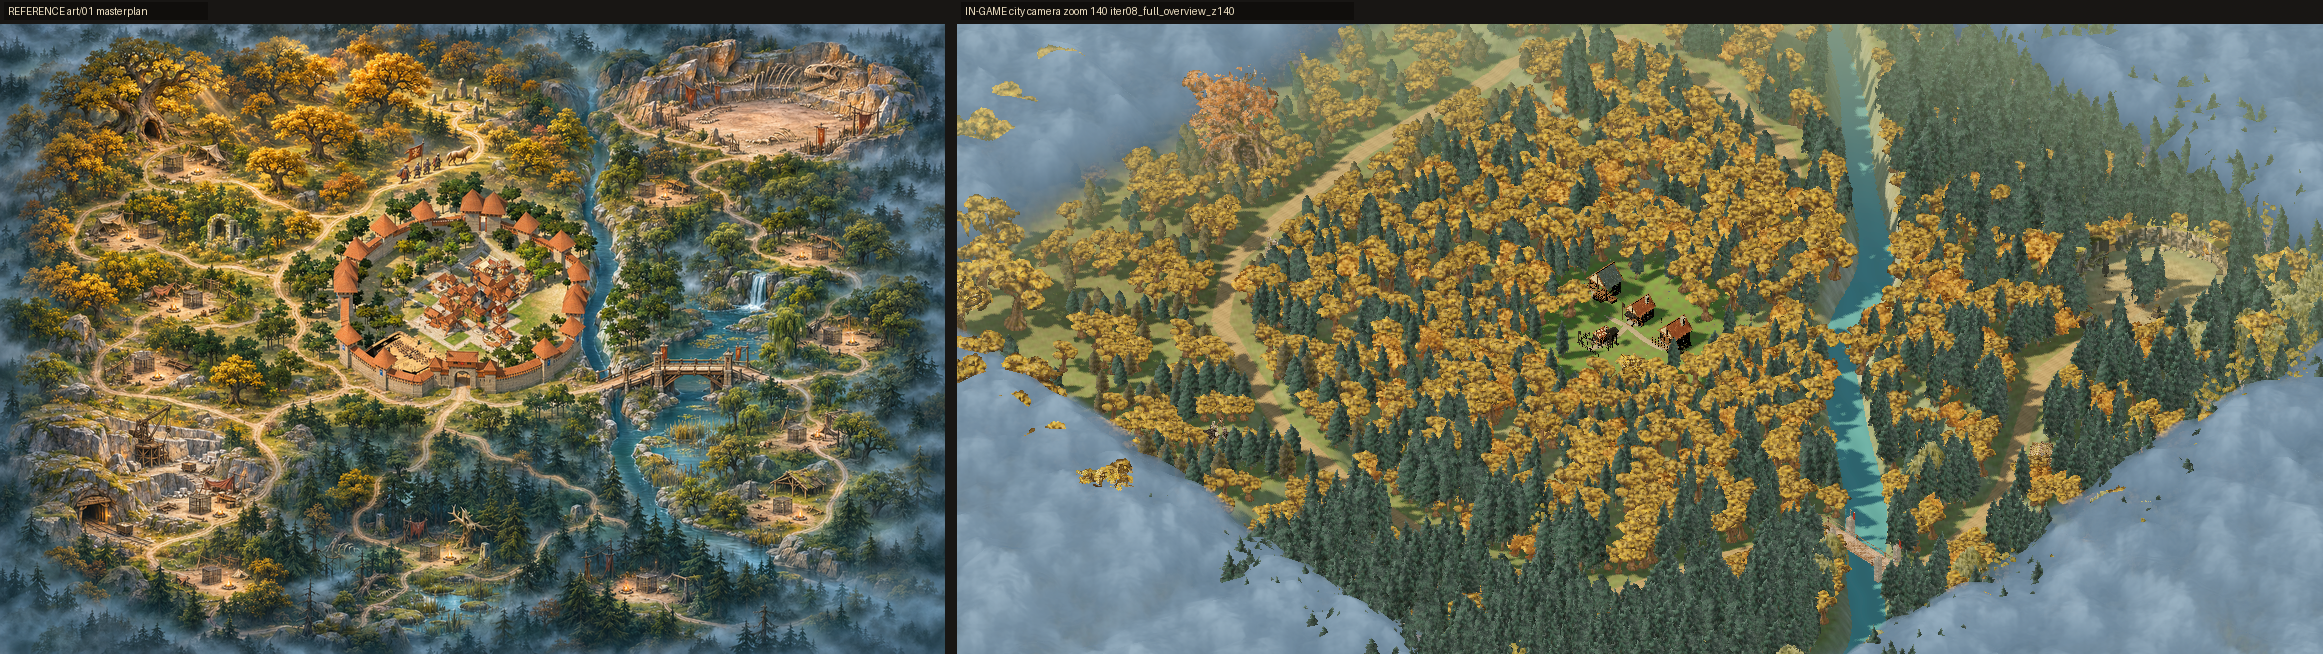 REFERENCE art/01 masterplan
IN-GAME city camera zoom 140 iter08_full_overview_z140